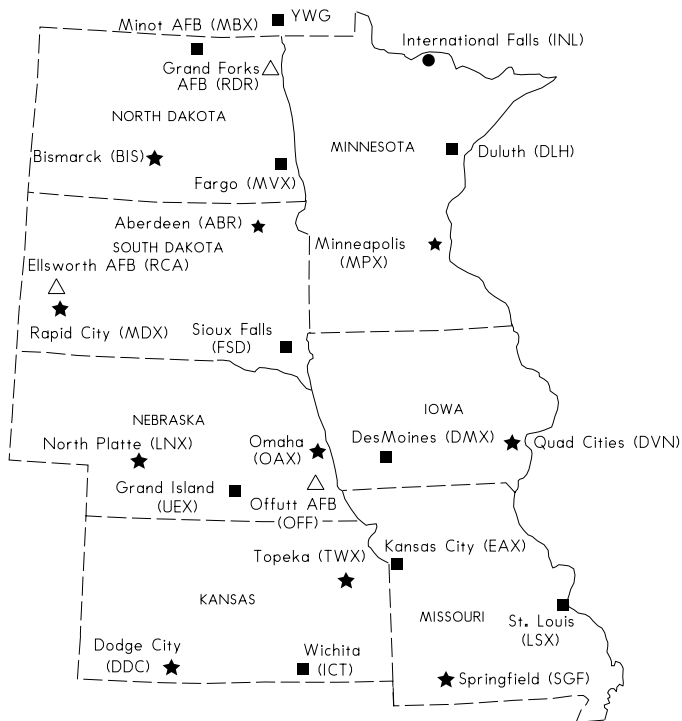 YWG
Minot AFB (MBX)
International Falls (INL)
Grand Forks
AFB (RDR)
NORTH DAKOTA
MINNESOTA
Duluth (DLH)
Bismarck (BIS)
Fargo (MVX)
Aberdeen (ABR)
SOUTH DAKOTA
Minneapolis
(MPX)
Ellsworth AFB (RCA)
Rapid City (MDX)
Sioux Falls
(FSD)
NEBRASKA
IOWA
North Platte (LNX)
Omaha
(OAX)
DesMoines (DMX)
Quad Cities (DVN)
Grand Island
(UEX)
Offutt AFB
(OFF)
Topeka (TWX)
Kansas City (EAX)
KANSAS
MISSOURI
St. Louis
(LSX)
Dodge City
(DDC)
Wichita
(ICT)
Springfield (SGF)